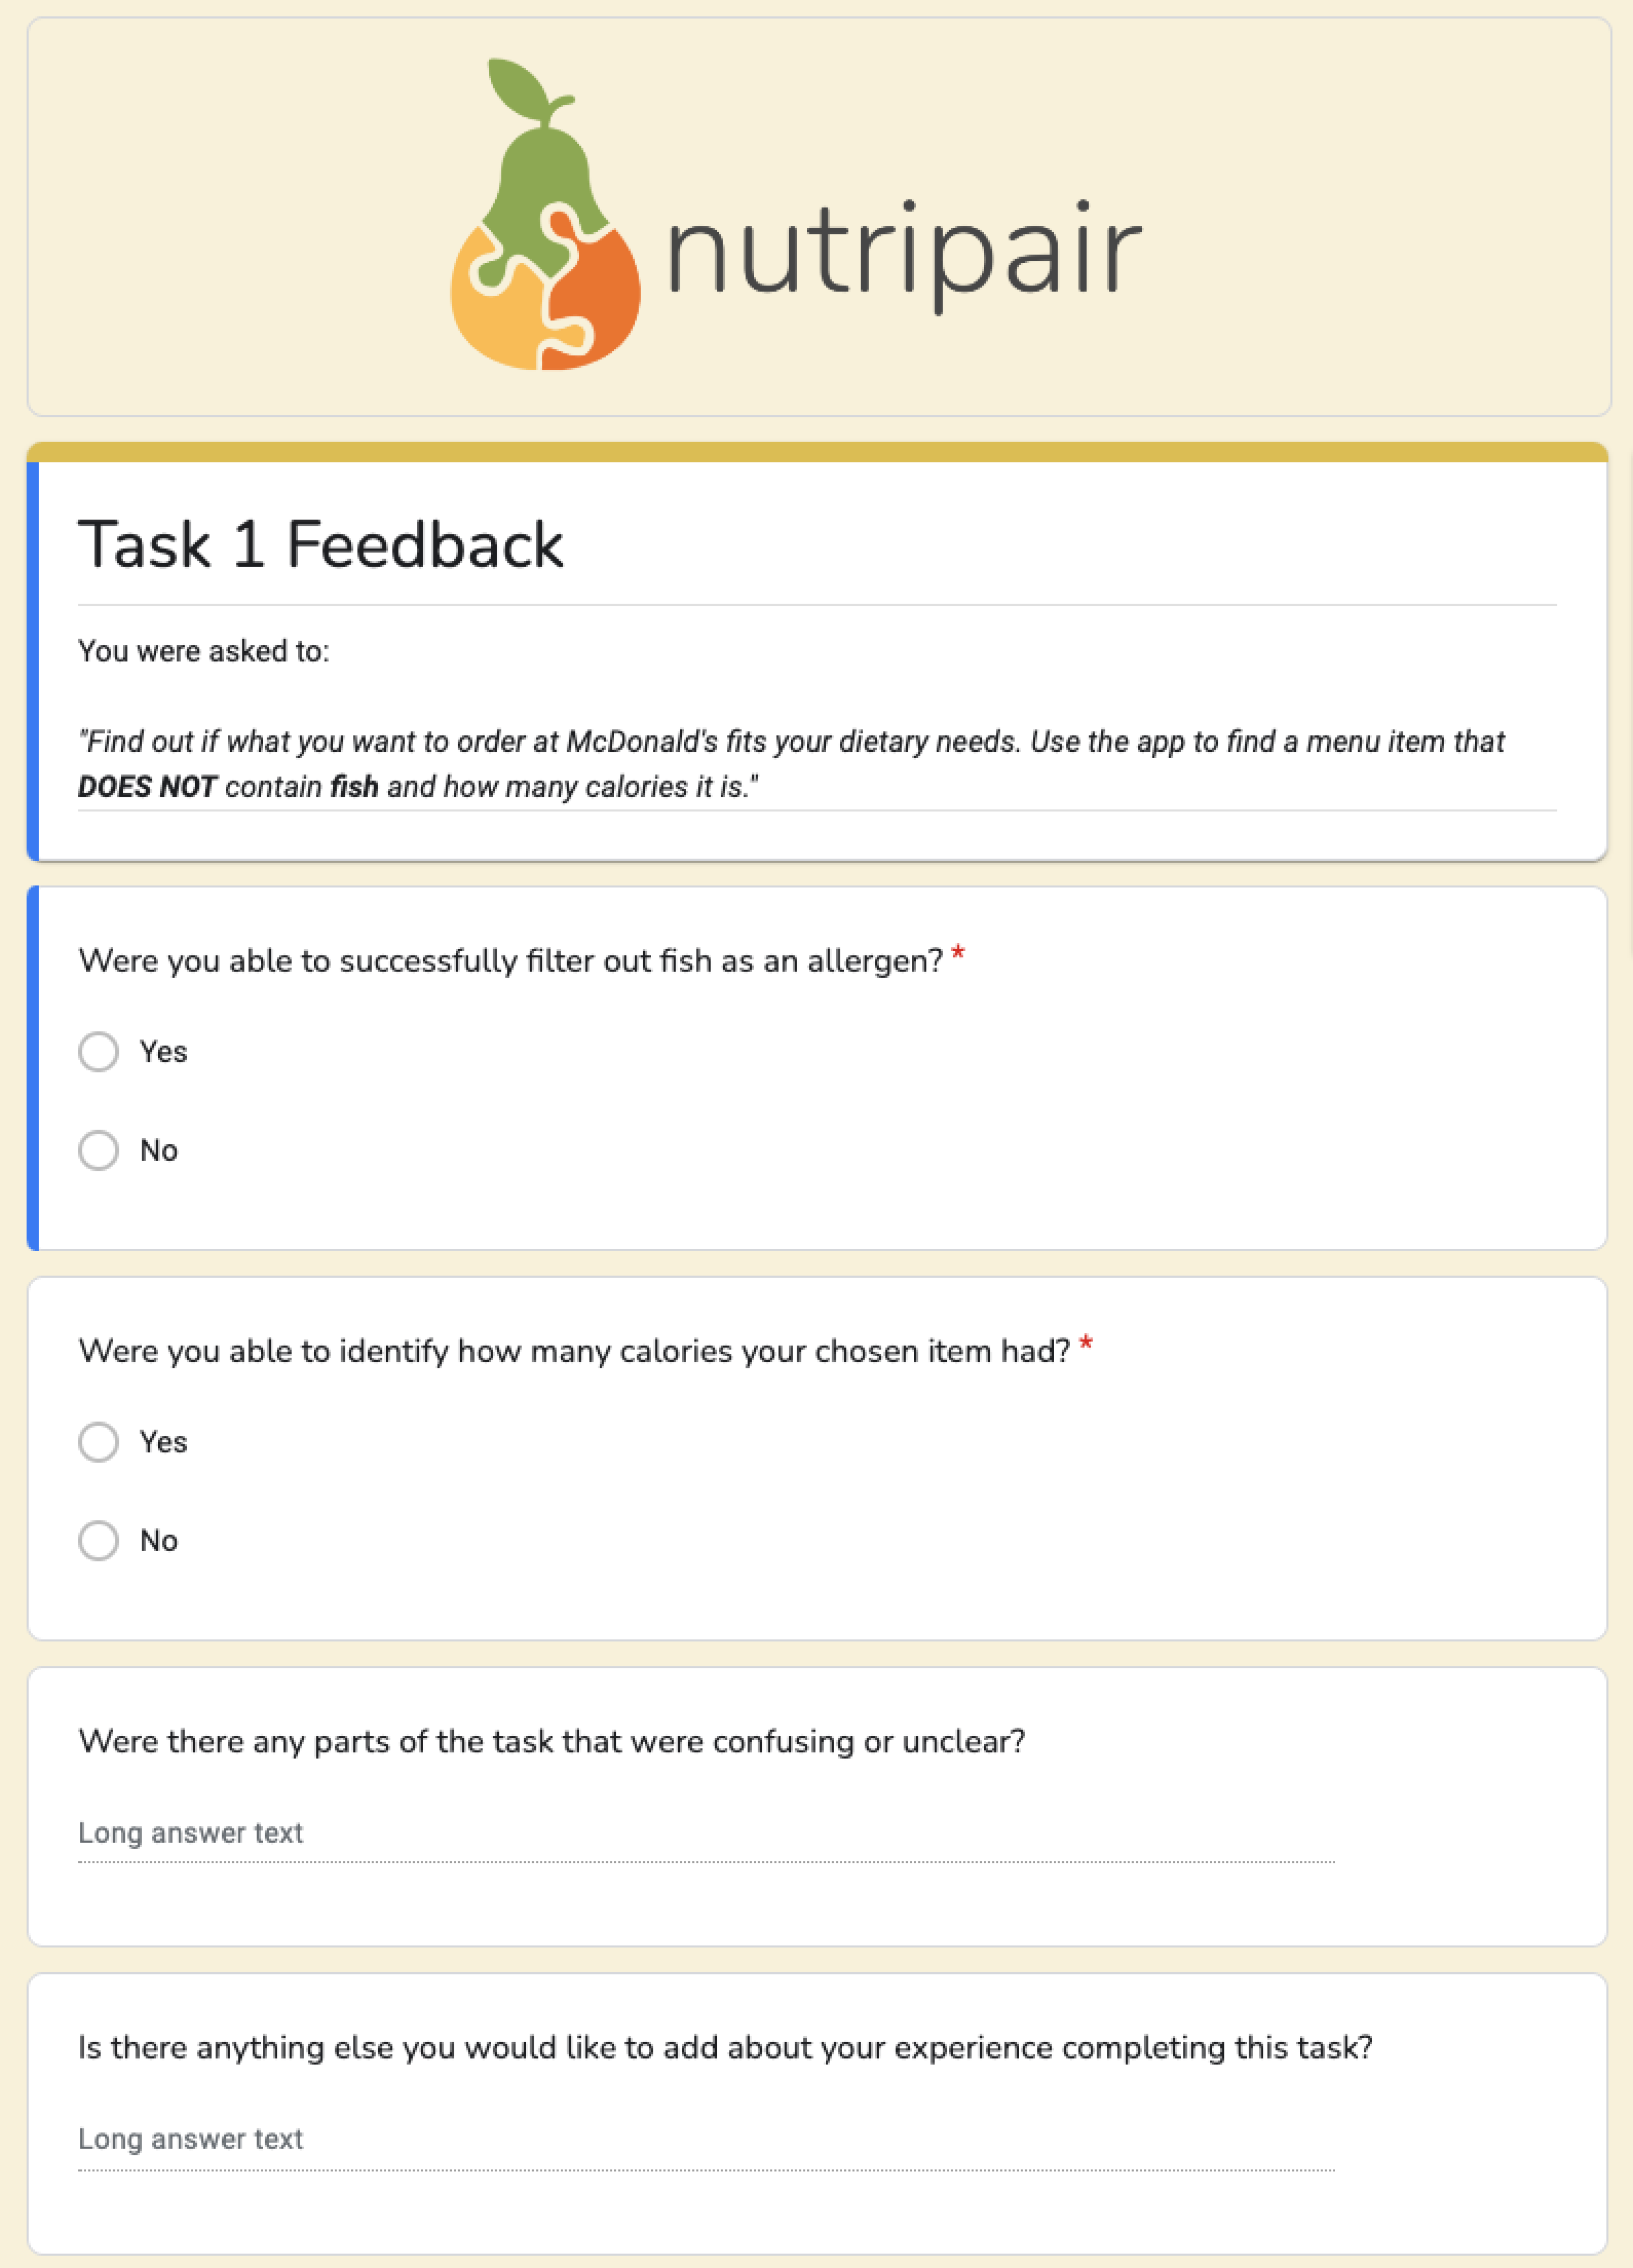 nutripair
Task 1 Feedback
You were asked to:
"Find out if what you want to order at McDonald's fits your dietary needs. Use the app to find a menu item that
DOES NOT contain fish and how many calories it is."
Were you able to successfully filter out fish as an allergen? *
Yes
No
Were you able to identify how many calories your chosen item had? *
Yes
No
Were there any parts of the task that were confusing or unclear?
Long answer text
Is there anything else you would like to add about your experience completing this task?
Long answer text